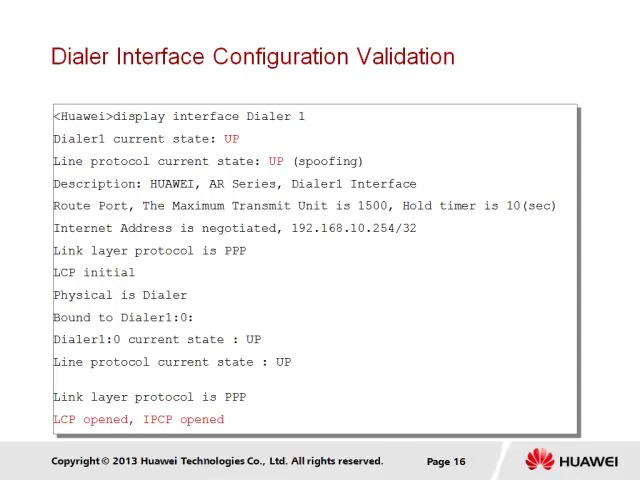 Dialer Interface Configuration Validation
<Huawei>display interface Dialer 1
Dialer1 current state: UP
Line protocol current state: UP (spoofing)
Description: HUAWEI, AR Series, Dialer1 Interface
Route Port, The Maximum Transmit Unit is 1500, Hold timer is 10(sec)
Internet Address is negotiated, 192.168.10.254/32
Link layer protocol is PPP
LCP initial
Physical is Dialer
Bound to Dialer1:0:
Dialer1:0 current state : UP
Line protocol current state : UP
Link layer protocol is PPP
LCP opened, IPCP opened
Copyright © 2013 Huawei Technologies Co., Ltd. All rights reserved.
Page 16
HUAWEI